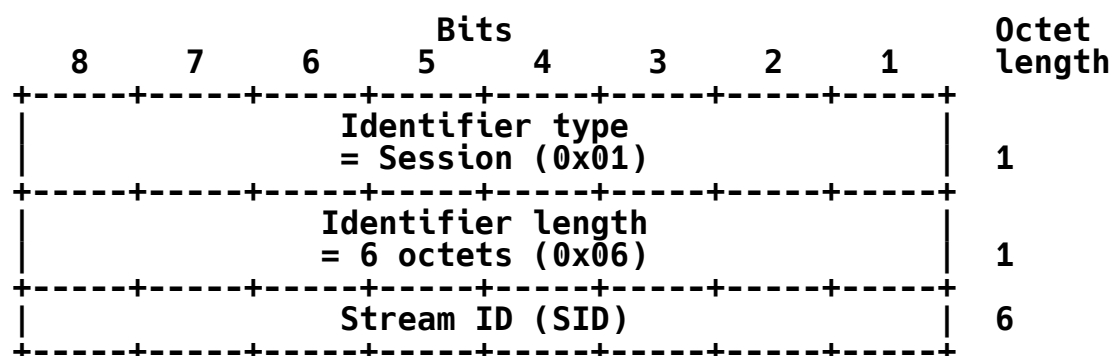 Bits                         Octet
   8     7     6     5     4     3     2     1     length
+-----+-----+-----+-----+-----+-----+-----+-----+
|                Identifier type                |
|                = Session (0x01)               |  1
+-----+-----+-----+-----+-----+-----+-----+-----+
|               Identifier length               |
|               = 6 octets (0x06)               |  1
+-----+-----+-----+-----+-----+-----+-----+-----+
|                Stream ID (SID)                |  6
+-----+-----+-----+-----+-----+-----+-----+-----+